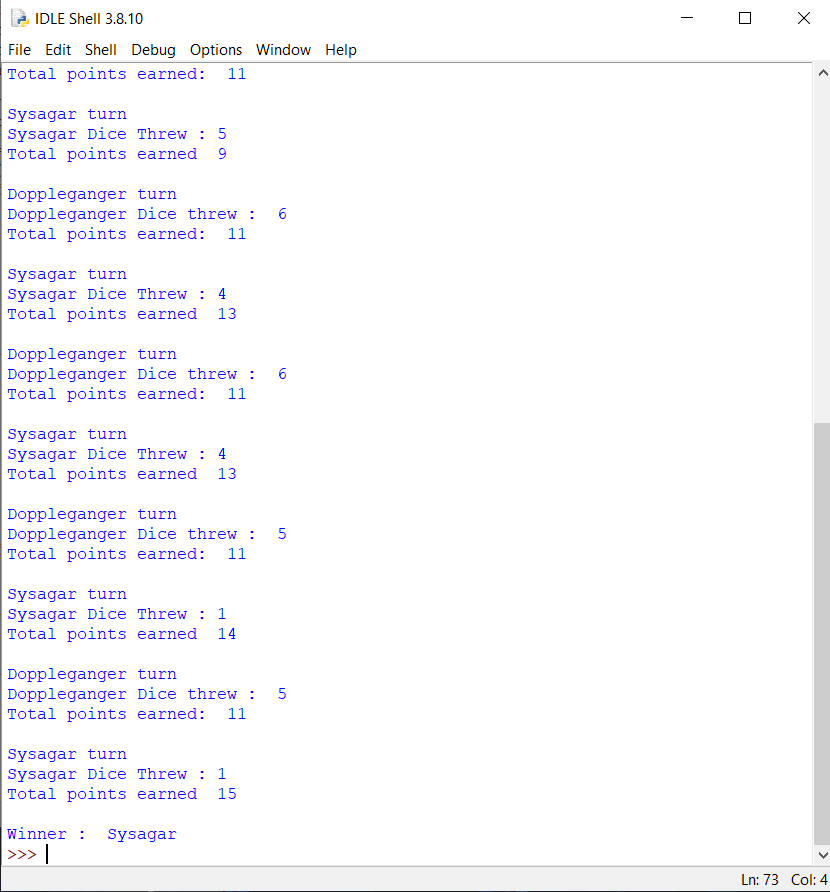 IDLE Shell 3.8.10
File Edit Shell Debug Options Window Help
Total points earned:  11
Sysagar turn
Sysagar Dice Threw : 5
Total points earned  9
Doppleganger turn
Doppleganger Dice threw :  6
Total points earned:  11
Sysagar turn
Sysagar Dice Threw : 4
Total points earned  13
Doppleganger turn
Doppleganger Dice threw :  6
Total points earned:  11
Sysagar turn
Sysagar Dice Threw : 4
Total points earned  13
Doppleganger turn
Doppleganger Dice threw :  5
Total points earned:  11
Sysagar turn
Sysagar Dice Threw : 1
Total points earned  14
Doppleganger turn
Doppleganger Dice threw :  5
Total points earned:  11
Sysagar turn
Sysagar Dice Threw : 1
Total points earned  15
Winner :  Sysagar
>>>
Ln: 73 Col: 4